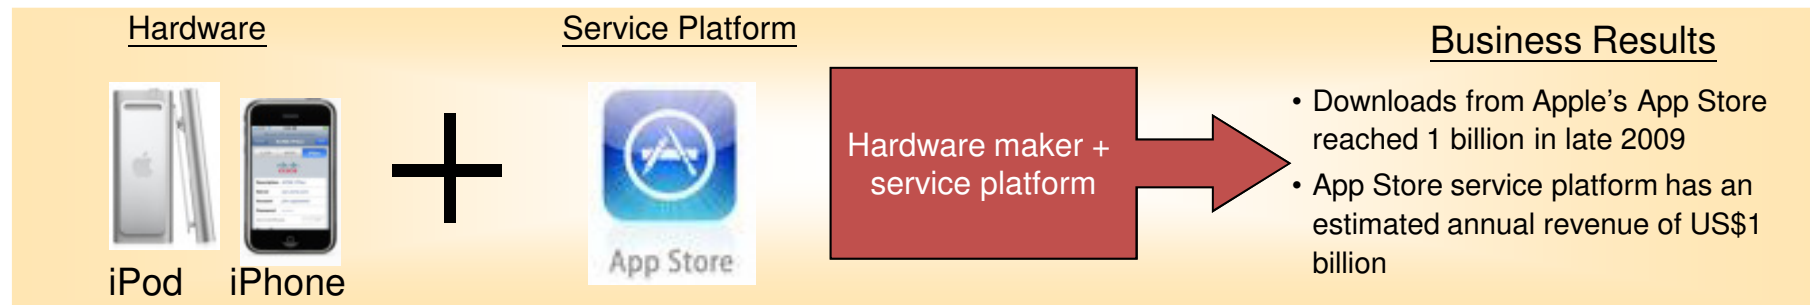 Hardware
Service Platform
Business Results
iPod
iPhone
App Store
Hardware maker +
service platform
• Downloads from Apple's App Store
reached 1 billion in late 2009
• App Store service platform has an
estimated annual revenue of US$1
billion